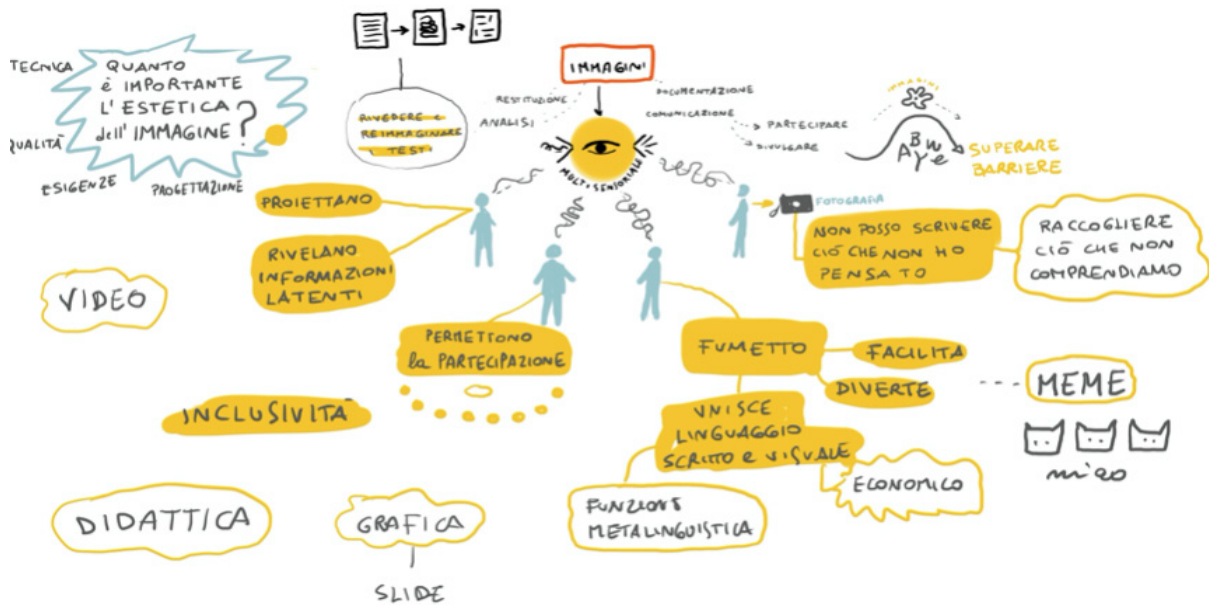 TECNICA
QUANTO
è IMPORTANTE
L'ESTETICA
dell'IMMAGINE?
QUALITÀ
ESIGENZE
PROGETTAZIONE
RIVEDERE e
REIMMAGINARE
I TESTI
IMMAGINI
RESTITUZIONE
ANALISI
DOCUMENTAZIONE
COMUNICAZIONE
PARTECIPARE
DIVULGARE
MULTISENSORIALE
IMMAGINI
SUPERARE
BARRIERE
PROIETTANO
RIVELANO
INFORMAZIONI
LATENTI
FOTOGRAFIA
NON POSSO SCRIVERE
CIÒ CHE NON HO
PENSATO
RACCOGLIERE
CIÒ CHE NON
COMPRENDIAMO
VIDEO
PERMETTONO
la PARTECIPAZIONE
FUMETTO
FACILITA
DIVERTE
MEME
INCLUSIVITÀ
UNISCE
LINGUAGGIO
SCRITTO e VISUALE
ECONOMICO
FUNZIONE
METALINGUISTICA
DIDATTICA
GRAFICA
SLIDE